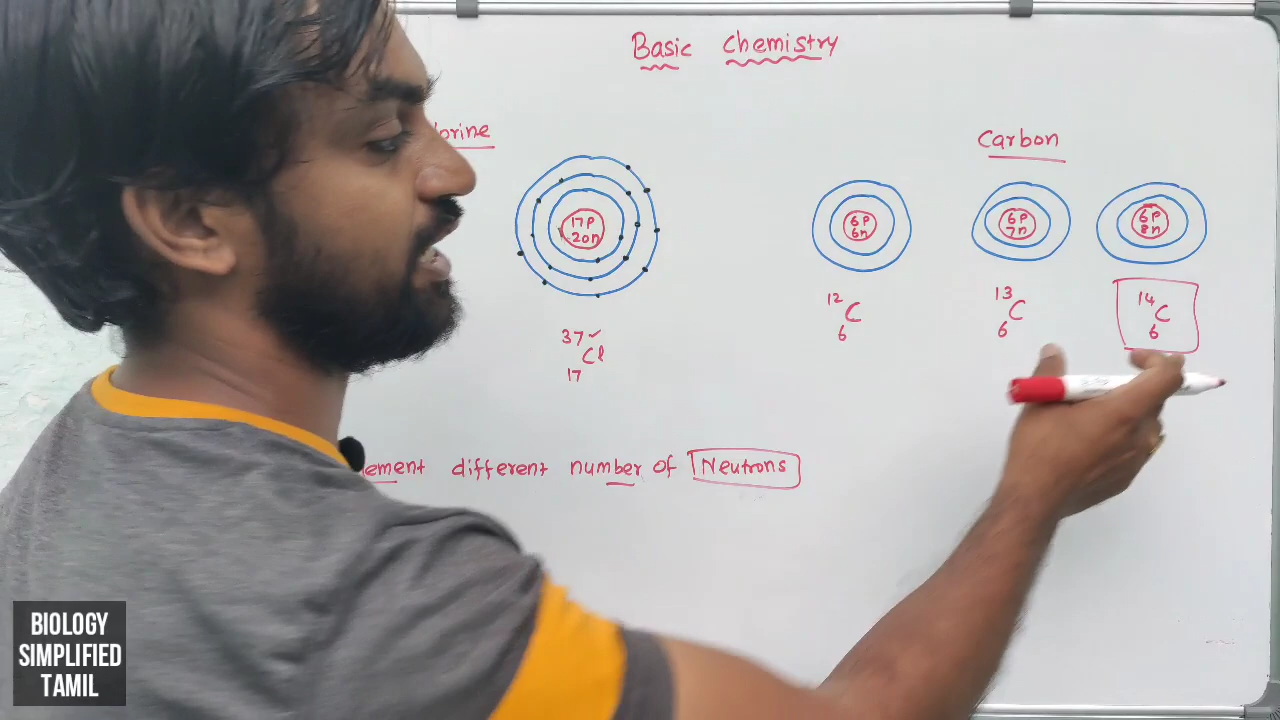 Basic Chemistry
Carbon
17P
20n
6P
6n
6P
7n
6P
8n
37
Cl
17
12
C
6
13
C
6
14
C
6
different number of Neutrons
BIOLOGY
SIMPLIFIED
TAMIL